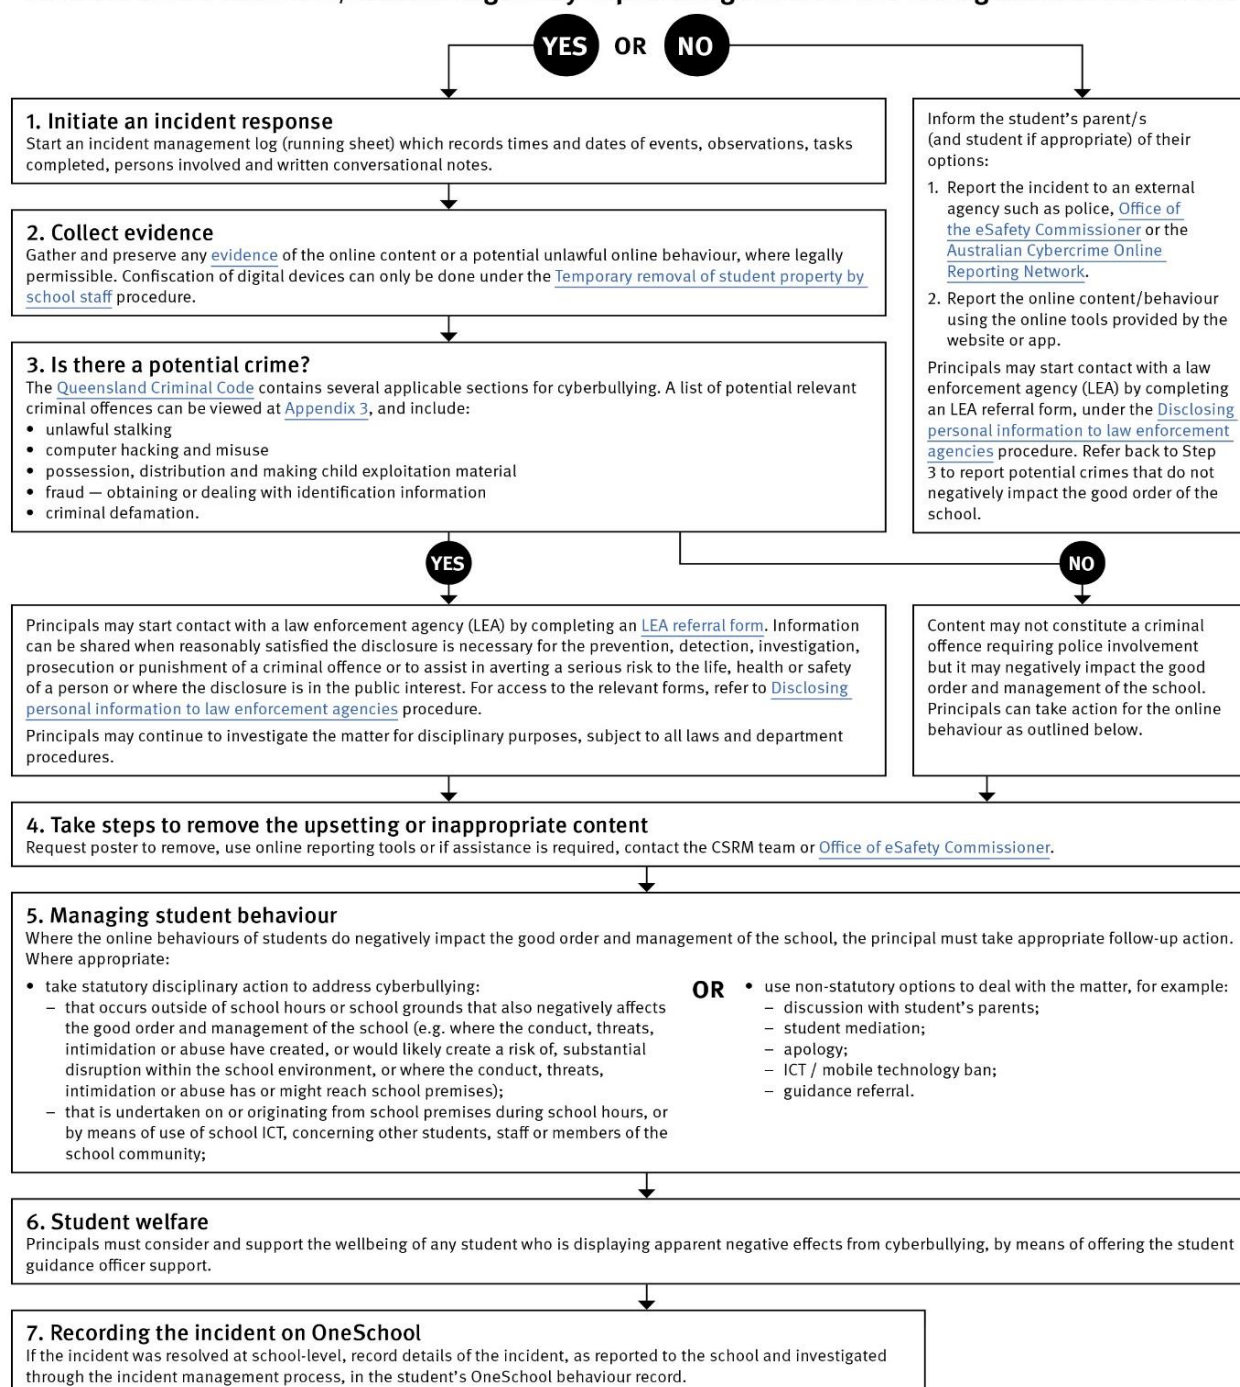 YES OR NO
1. Initiate an incident response
Start an incident management log (running sheet) which records times and dates of events, observations, tasks
completed, persons involved and written conversational notes.
2. Collect evidence
Gather and preserve any evidence of the online content or a potential unlawful online behaviour, where legally
permissible. Confiscation of digital devices can only be done under the Temporary removal of student property by
school staff procedure.
3. Is there a potential crime?
The Queensland Criminal Code contains several applicable sections for cyberbullying. A list of potential relevant
criminal offences can be viewed at Appendix 3, and include:
• unlawful stalking
• computer hacking and misuse
• possession, distribution and making child exploitation material
• fraud — obtaining or dealing with identification information
• criminal defamation.
Inform the student's parent/s
(and student if appropriate) of their
options:
1. Report the incident to an external
agency such as police, Office of
the eSafety Commissioner or the
Australian Cybercrime Online
Reporting Network.
2. Report the online content/behaviour
using the online tools provided by the
website or app.
Principals may start contact with a law
enforcement agency (LEA) by completing
an LEA referral form, under the Disclosing
personal information to law enforcement
agencies procedure. Refer back to Step
3 to report potential crimes that do not
negatively impact the good order of the
school.
YES
NO
Principals may start contact with a law enforcement agency (LEA) by completing an LEA referral form. Information
can be shared when reasonably satisfied the disclosure is necessary for the prevention, detection, investigation,
prosecution or punishment of a criminal offence or to assist in averting a serious risk to the life, health or safety
of a person or where the disclosure is in the public interest. For access to the relevant forms, refer to Disclosing
personal information to law enforcement agencies procedure.
Principals may continue to investigate the matter for disciplinary purposes, subject to all laws and department
procedures.
Content may not constitute a criminal
offence requiring police involvement
but it may negatively impact the good
order and management of the school.
Principals can take action for the online
behaviour as outlined below.
4. Take steps to remove the upsetting or inappropriate content
Request poster to remove, use online reporting tools or if assistance is required, contact the CSRM team or Office of eSafety Commissioner.
5. Managing student behaviour
Where the online behaviours of students do negatively impact the good order and management of the school, the principal must take appropriate follow-up action.
Where appropriate:
• take statutory disciplinary action to address cyberbullying:
– that occurs outside of school hours or school grounds that also negatively affects
the good order and management of the school (e.g. where the conduct, threats,
intimidation or abuse have created, or would likely create a risk of, substantial
disruption within the school environment, or where the conduct, threats,
intimidation or abuse has or might reach school premises);
– that is undertaken on or originating from school premises during school hours, or
by means of use of school ICT, concerning other students, staff or members of the
school community;
OR
• use non-statutory options to deal with the matter, for example:
– discussion with student's parents;
– student mediation;
– apology;
– ICT / mobile technology ban;
– guidance referral.
6. Student welfare
Principals must consider and support the wellbeing of any student who is displaying apparent negative effects from cyberbullying, by means of offering the student
guidance officer support.
7. Recording the incident on OneSchool
If the incident was resolved at school-level, record details of the incident, as reported to the school and investigated
through the incident management process, in the student's OneSchool behaviour record.